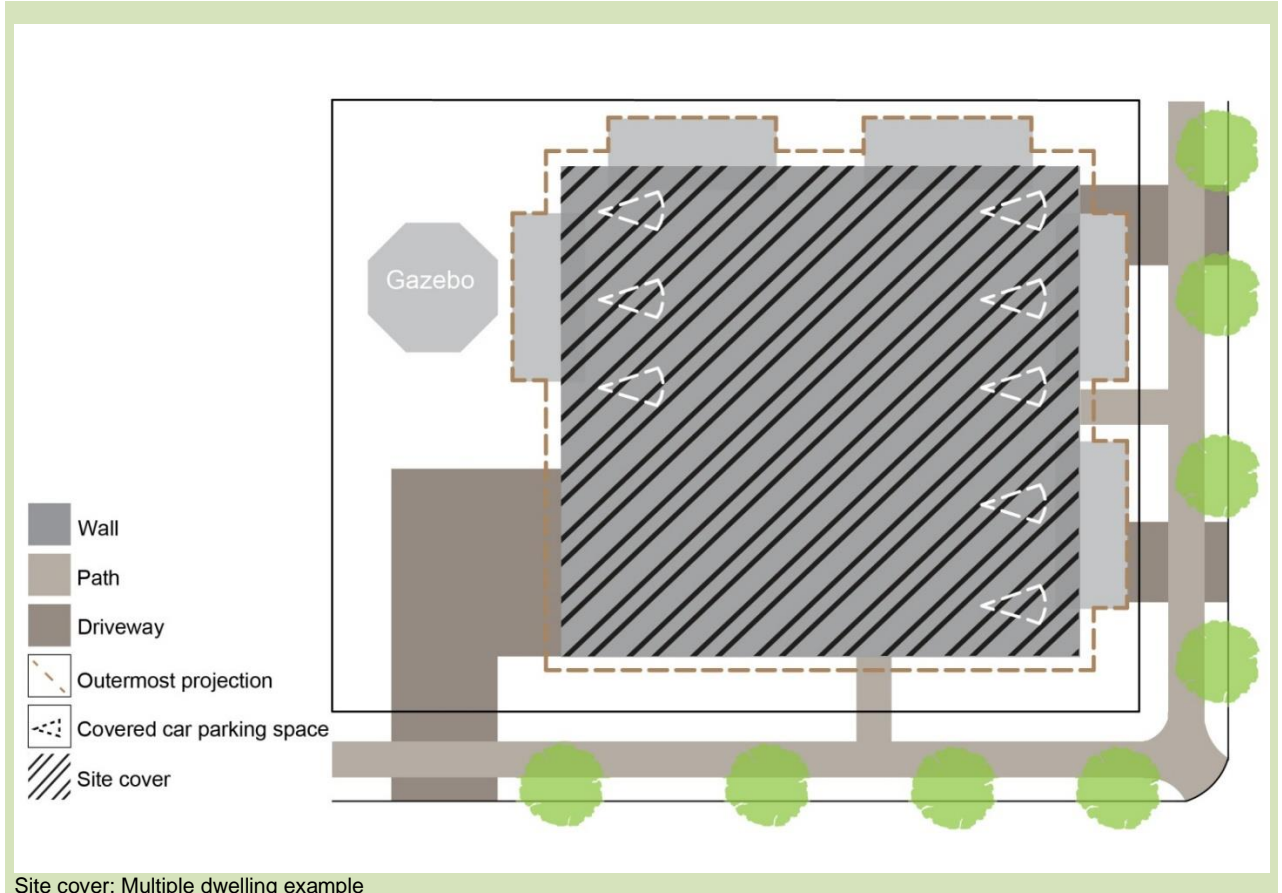 Gazebo
Wall
Path
Driveway
Outermost projection
Covered car parking space
Site cover
Site cover: Multiple dwelling example